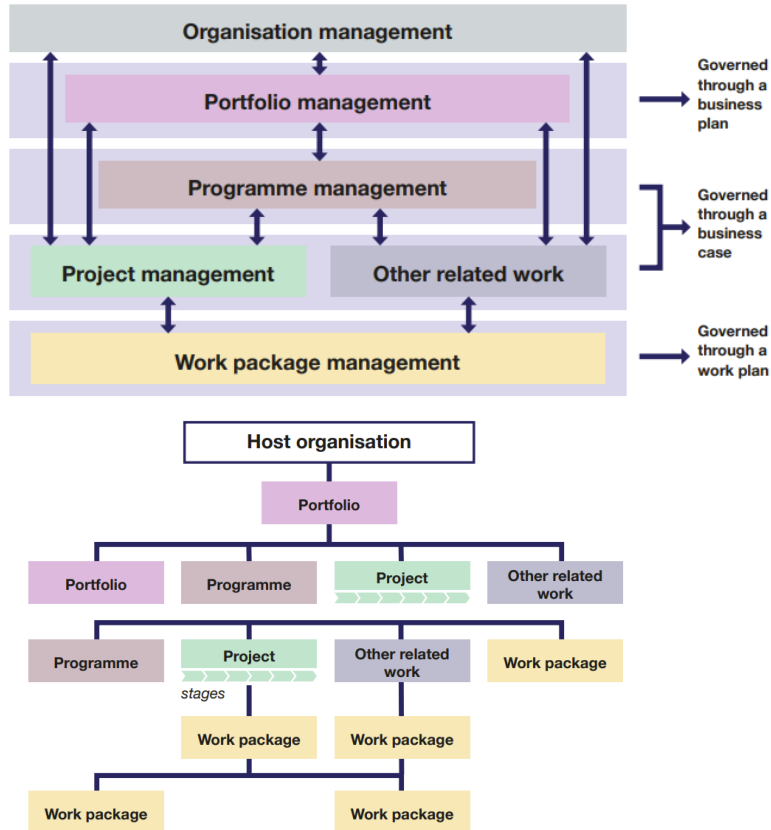 Organisation management
Portfolio management
Governed
through a
business
plan
Programme management
Governed
through a
business
case
Project management
Other related work
Work package management
Governed
through a
work plan
Host organisation
Portfolio
Portfolio
Programme
Project
Other related
work
Programme
Project
Other related
work
Work package
stages
Work package
Work package
Work package
Work package